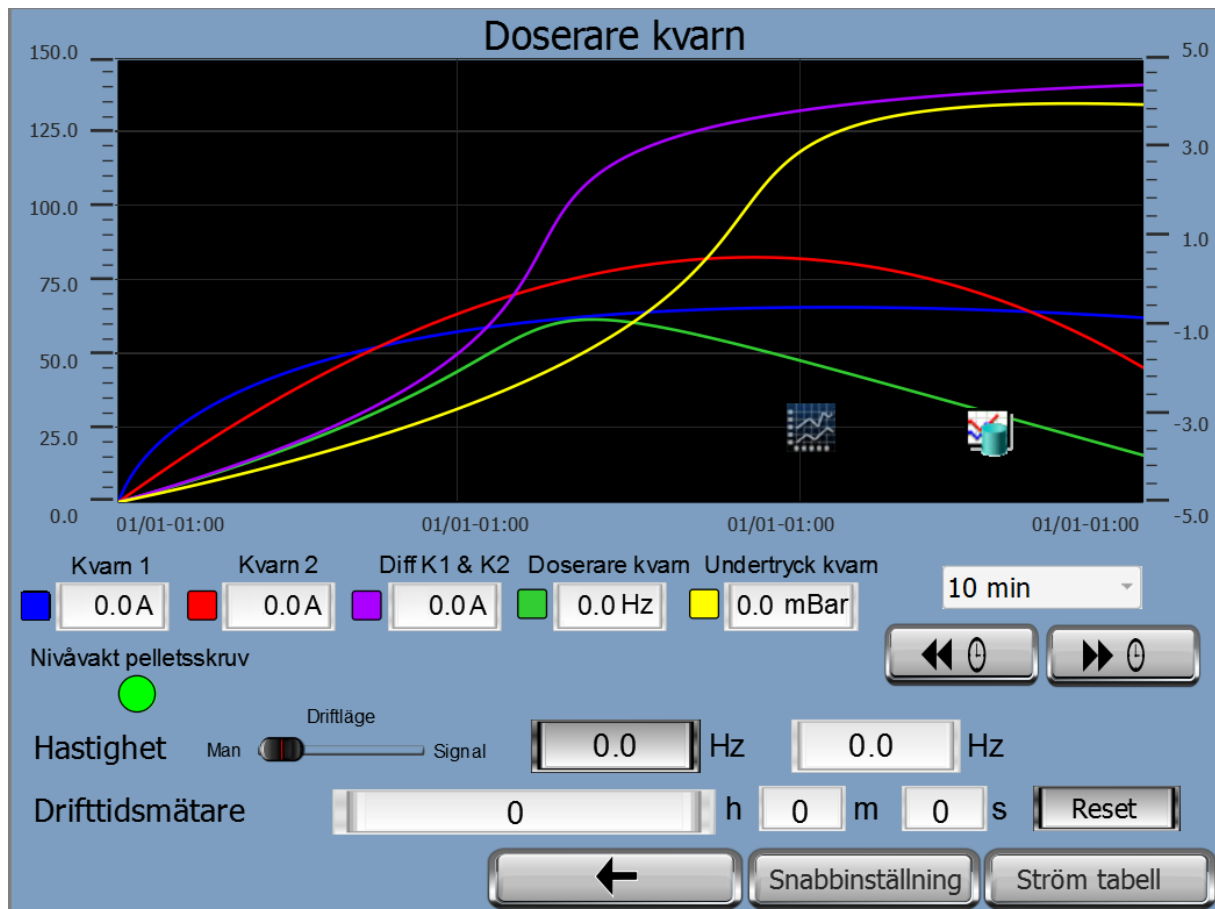 Doserare kvarn
150.0
125.0
100.0
75.0
50.0
25.0
0.0
5.0
3.0
1.0
-1.0
-3.0
-5.0
01/01-01:00 01/01-01:00 01/01-01:00 01/01-01:00
Kvarn 1 Kvarn 2 Diff K1 & K2 Doserare kvarn Undertryck kvarn
0.0 A 0.0 A 0.0 A 0.0 Hz 0.0 mBar
10 min
Nivåvakt pelletsskruv
Driftläge
Hastighet Man Signal 0.0 Hz 0.0 Hz
Drifttidsmätare 0 h 0 m 0 s Reset
Snabbinställning Ström tabell